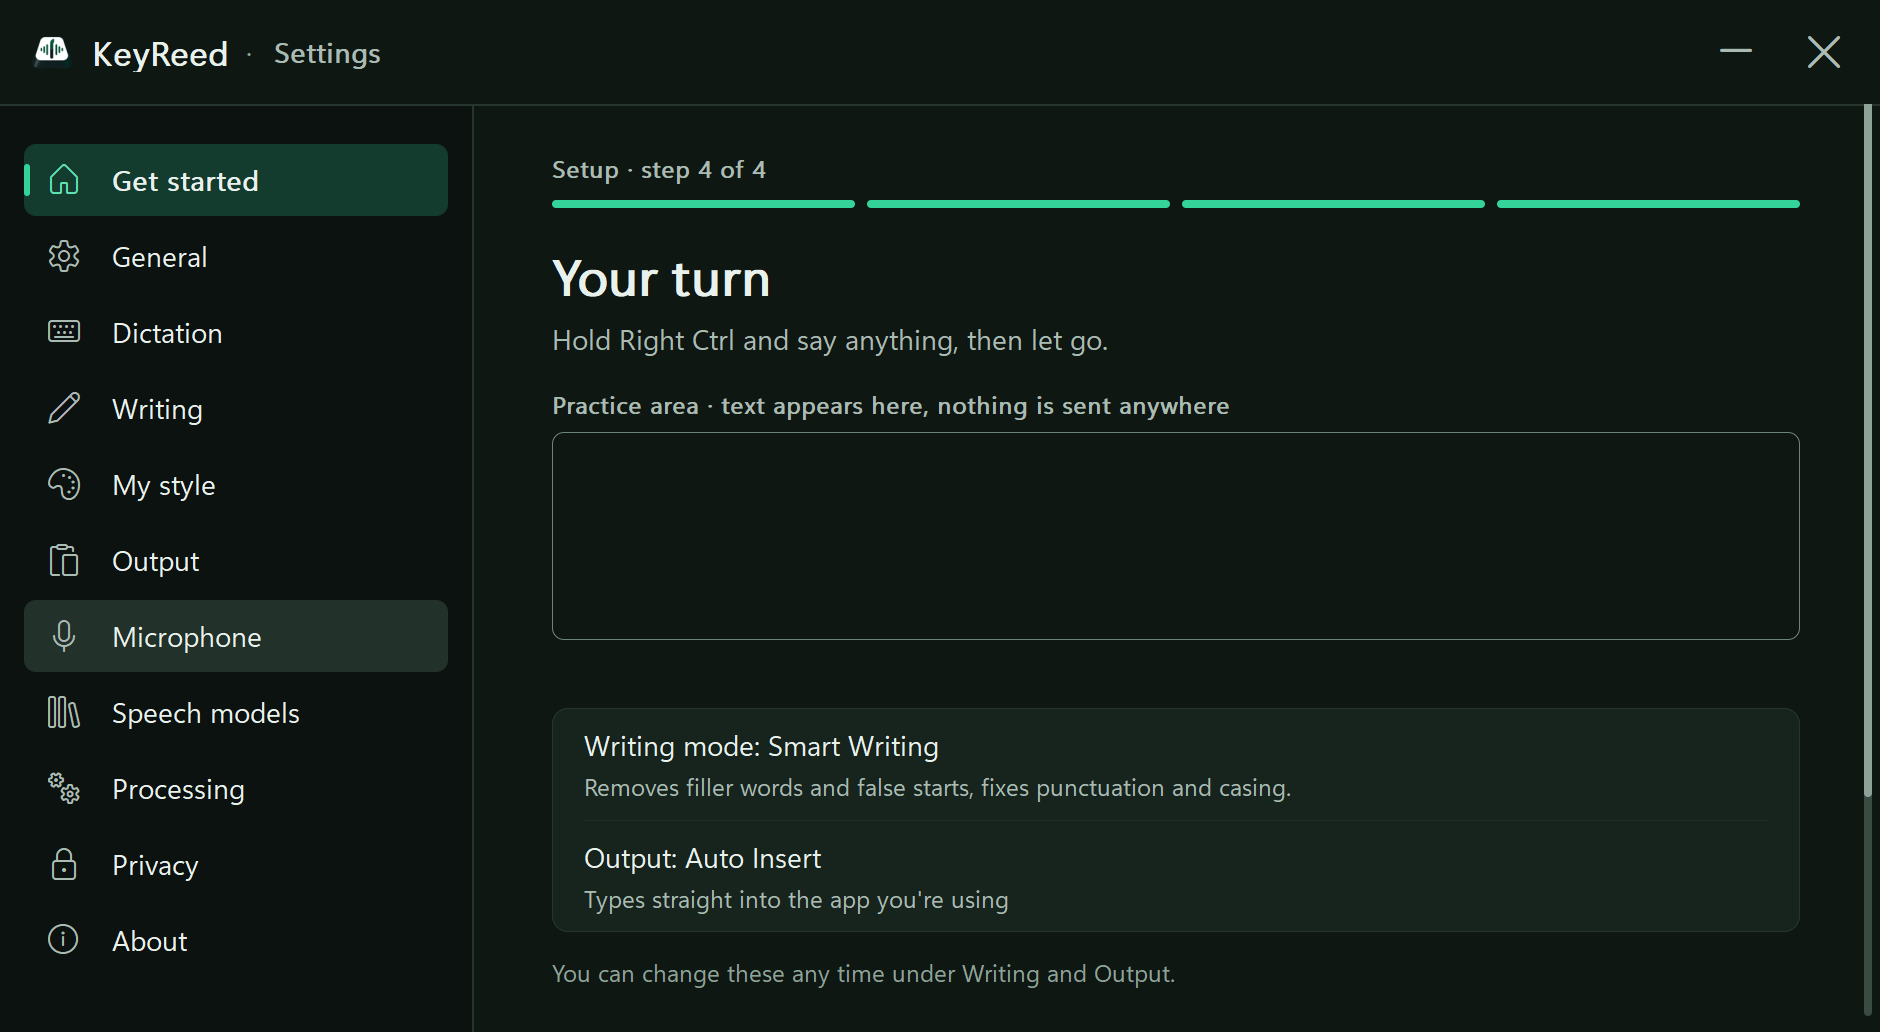 KeyReed · Settings
Get started
General
Dictation
Writing
My style
Output
Microphone
Speech models
Processing
Privacy
About
Setup · step 4 of 4
Your turn
Hold Right Ctrl and say anything, then let go.
Practice area · text appears here, nothing is sent anywhere
Writing mode: Smart Writing
Removes filler words and false starts, fixes punctuation and casing.
Output: Auto Insert
Types straight into the app you're using
You can change these any time under Writing and Output.